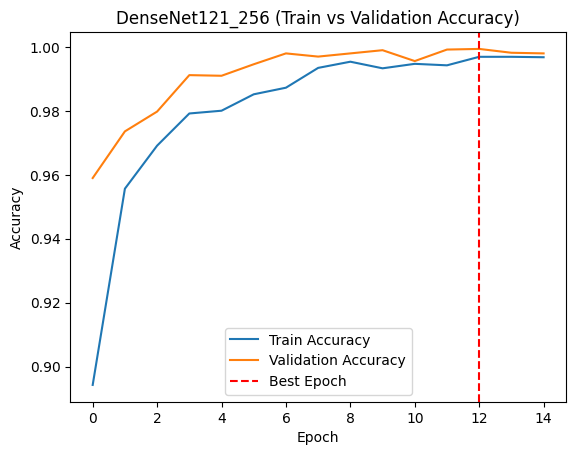 DenseNet121_256 (Train vs Validation Accuracy)
Accuracy
1.00
0.98
0.96
0.94
0.92
0.90
Train Accuracy
Validation Accuracy
Best Epoch
0 2 4 6 8 10 12 14
Epoch